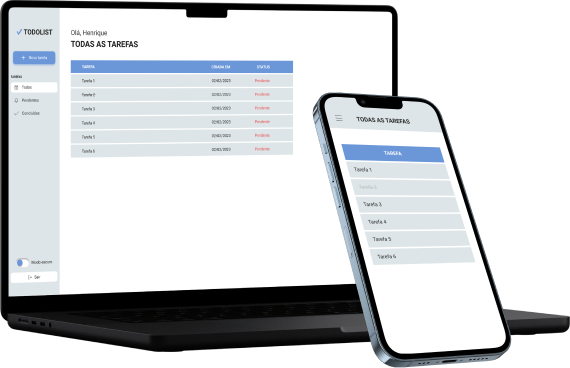 TODOLIST
Nova tarefa
Todas
Pendentes
Concluídas
Modo escuro
Sair
Olá, Henrique
TODAS AS TAREFAS
TAREFA CRIADA EM STATUS
Tarefa 1 02/02/2023 Pendente
Tarefa 2 02/02/2023 Pendente
Tarefa 3 02/02/2023 Pendente
Tarefa 4 02/02/2023 Pendente
Tarefa 5 02/02/2023 Pendente
Tarefa 6 02/02/2023 Pendente
TODAS AS TAREFAS
TAREFA
Tarefa 1
Tarefa 2
Tarefa 3
Tarefa 4
Tarefa 5
Tarefa 6